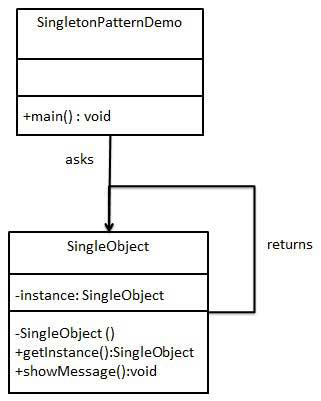 SingletonPatternDemo
+main() : void
asks
returns
SingleObject
-instance: SingleObject
-SingleObject ()
+getInstance():SingleObject
+showMessage():void